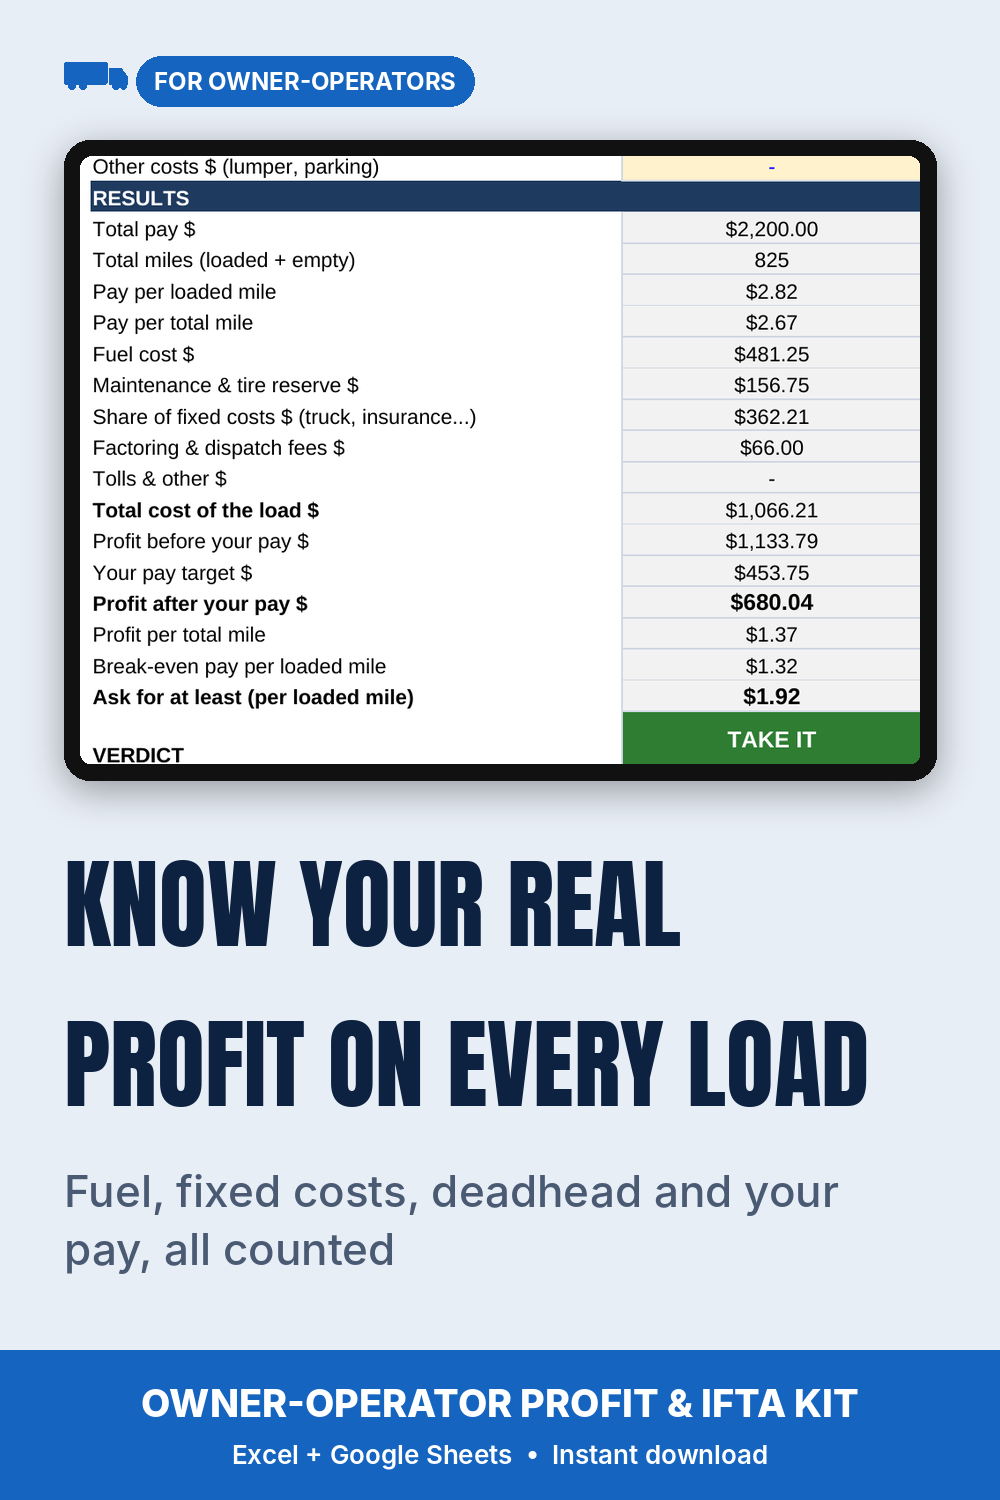 FOR OWNER-OPERATORS
Other costs $ (lumper, parking) -
RESULTS
Total pay $ $2,200.00
Total miles (loaded + empty) 825
Pay per loaded mile $2.82
Pay per total mile $2.67
Fuel cost $ $481.25
Maintenance & tire reserve $ $156.75
Share of fixed costs $ (truck, insurance...) $362.21
Factoring & dispatch fees $ $66.00
Tolls & other $ -
Total cost of the load $ $1,066.21
Profit before your pay $ $1,133.79
Your pay target $ $453.75
Profit after your pay $ $680.04
Profit per total mile $1.37
Break-even pay per loaded mile $1.32
Ask for at least (per loaded mile) $1.92
VERDICT TAKE IT
KNOW YOUR REAL
PROFIT ON EVERY LOAD
Fuel, fixed costs, deadhead and your
pay, all counted
OWNER-OPERATOR PROFIT & IFTA KIT
Excel + Google Sheets • Instant download